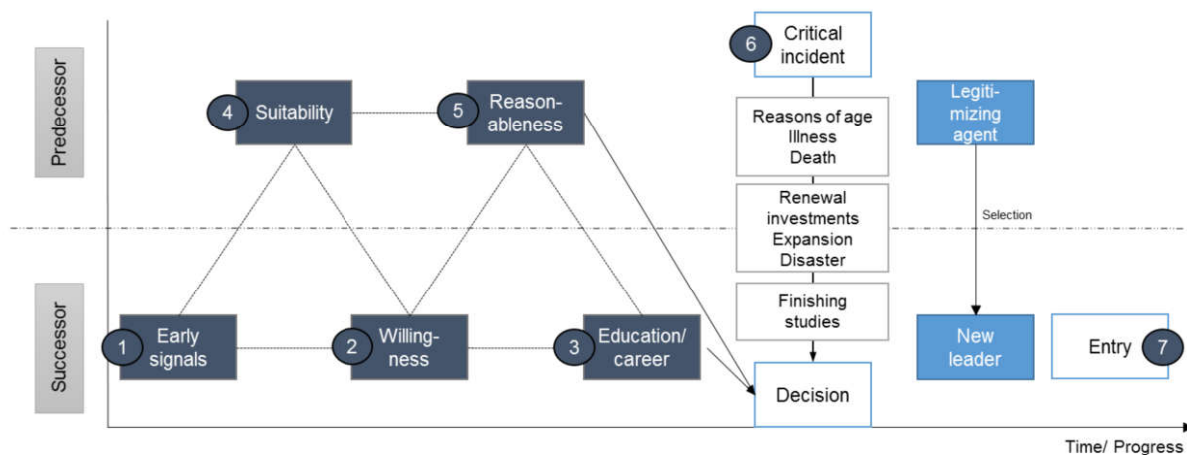 Predecessor
Successor
4
Suitability
5
Reason-
ableness
6
Critical
incident
Reasons of age
Illness
Death
Renewal
investments
Expansion
Disaster
Finishing
studies
Decision
Legiti-
mizing
agent
Selection
1
Early
signals
2
Willing-
ness
3
Education/
career
New
leader
Entry
7
Time/ Progress